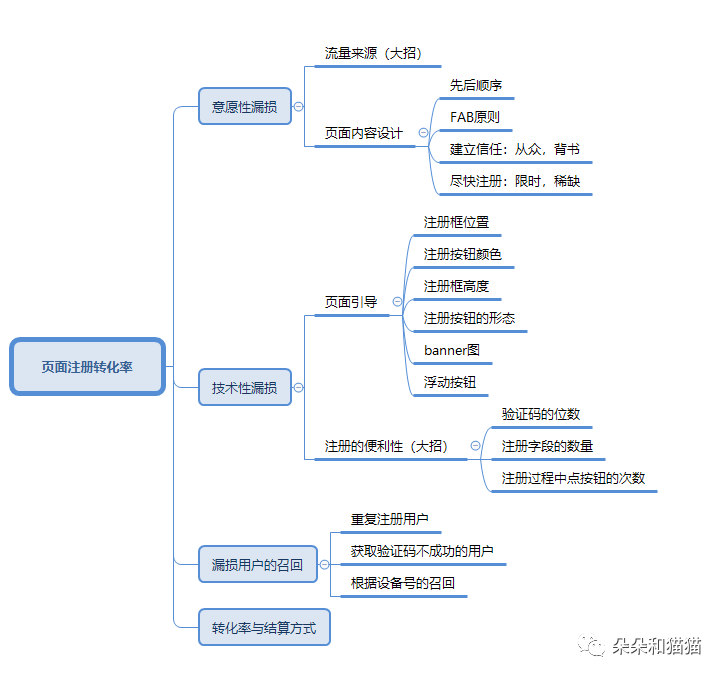 页面注册转化率
意愿性漏损
流量来源（大招）
页面内容设计
先后顺序
FAB原则
建立信任：从众，背书
尽快注册：限时，稀缺
技术性漏损
页面引导
注册框位置
注册按钮颜色
注册框高度
注册按钮的形态
banner图
浮动按钮
注册的便利性（大招）
验证码的位数
注册字段的数量
注册过程中点按钮的次数
漏损用户的召回
重复注册用户
获取验证码不成功的用户
根据设备号的召回
转化率与结算方式
朵朵和猫猫